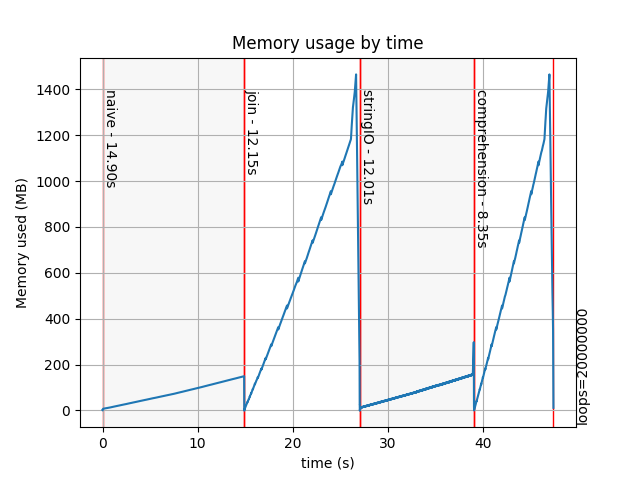 Memory usage by time
Memory used (MB)
1400
1200
1000
800
600
400
200
0
naive - 14.90s
join - 12.15s
stringIO - 12.01s
comprehension - 8.35s
loops=20000000
0
10
20
30
40
time (s)